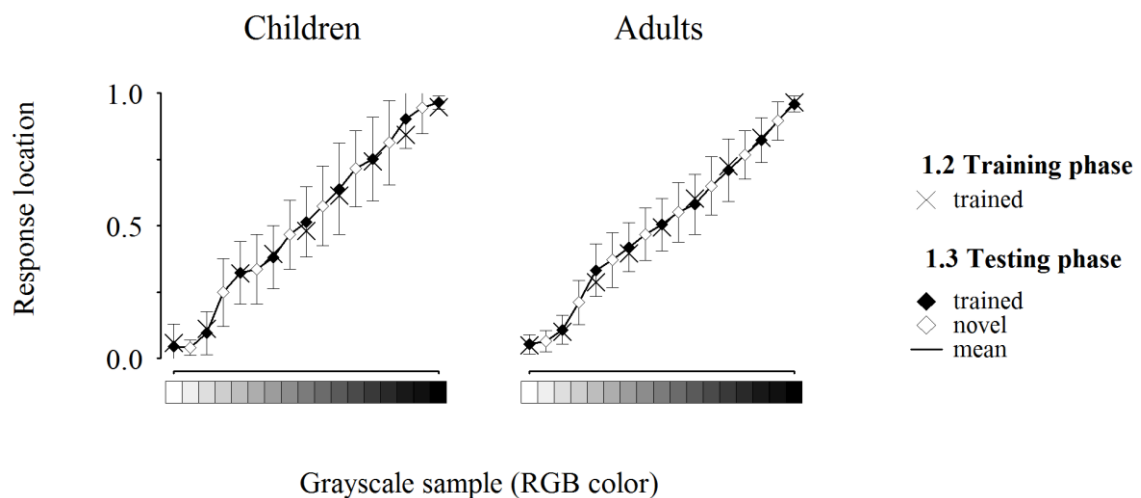 Children
Adults
Response location
1.0
0.5
0.0
1.2 Training phase
trained
1.3 Testing phase
trained
novel
mean
Grayscale sample (RGB color)